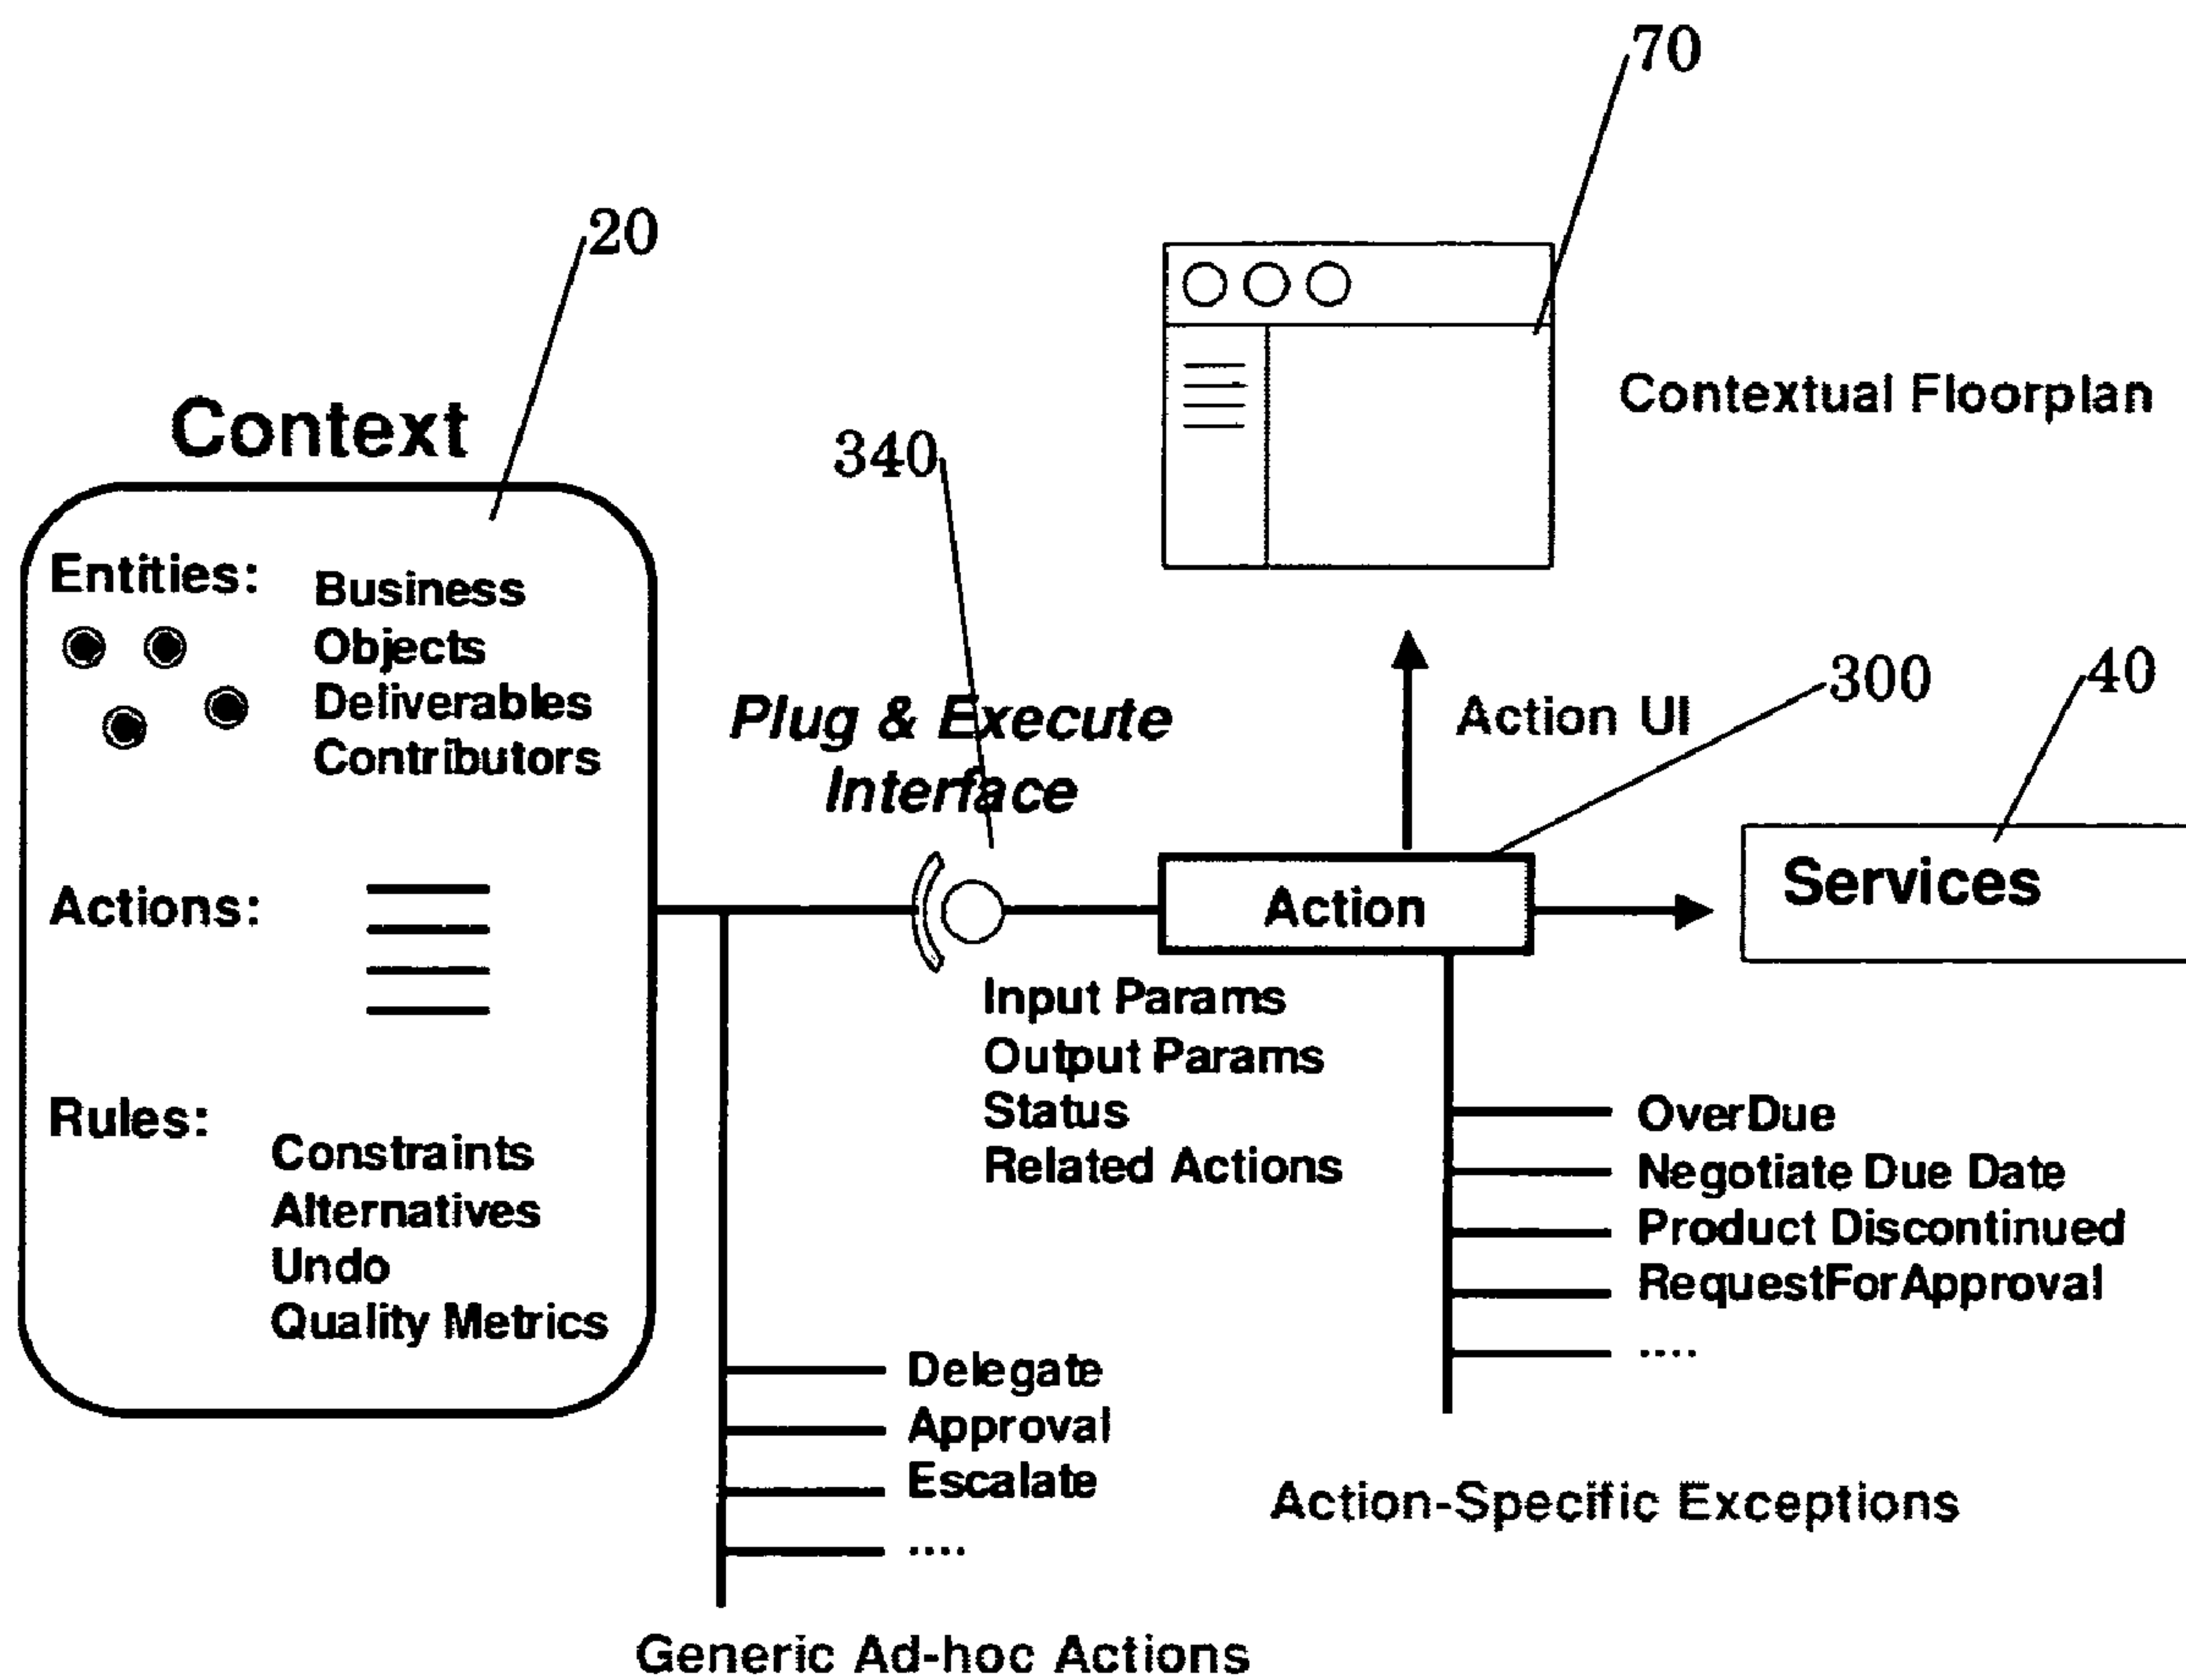 70
20
Context
340
Contextual Floorplan
Entities:
Business
Objects
Deliverables
Contributors
Plug & Execute
Interface
Action UI
300
40
Actions:
Action
Services
Input Params
Output Params
Status
Related Actions
Rules:
Constraints
Alternatives
Undo
Quality Metrics
OverDue
Negotiate Due Date
Product Discontinued
RequestForApproval
....
Delegate
Approval
Escalate
....
Action-Specific Exceptions
Generic Ad-hoc Actions